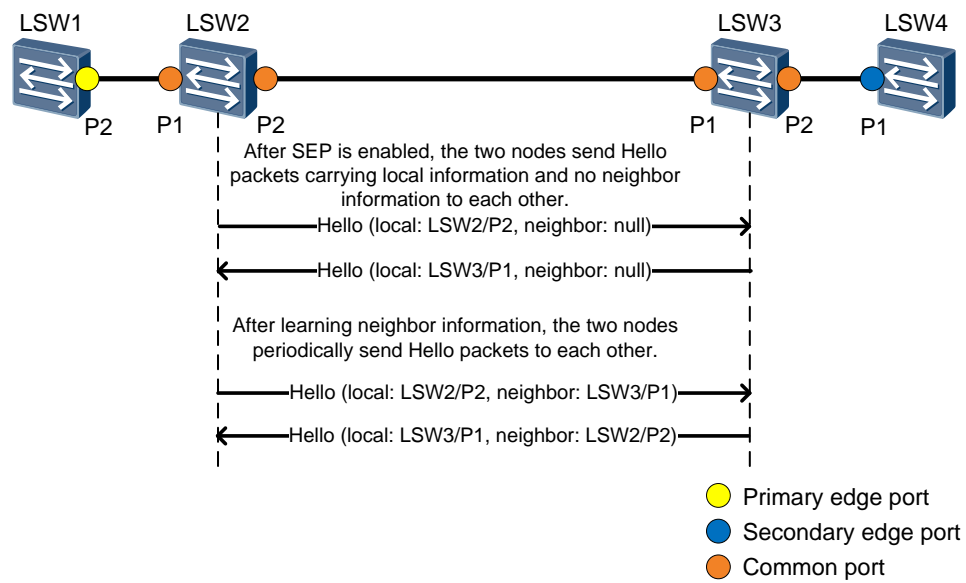 LSW1
LSW2
LSW3
LSW4
P2
P1
P2
P1
P2
P1
After SEP is enabled, the two nodes send Hello
packets carrying local information and no neighbor
information to each other.
Hello (local: LSW2/P2, neighbor: null)
Hello (local: LSW3/P1, neighbor: null)
After learning neighbor information, the two nodes
periodically send Hello packets to each other.
Hello (local: LSW2/P2, neighbor: LSW3/P1)
Hello (local: LSW3/P1, neighbor: LSW2/P2)
Primary edge port
Secondary edge port
Common port